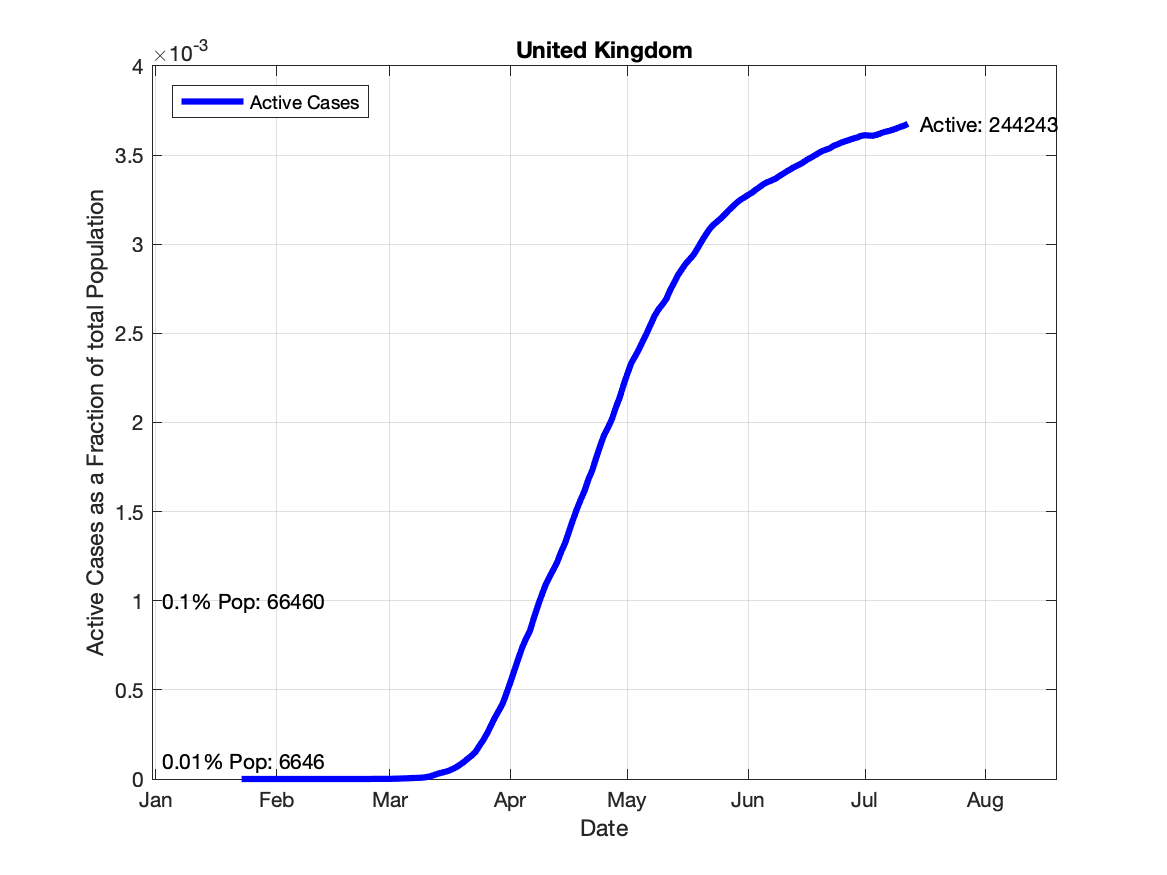 United Kingdom
×10-3
4
3.5
3
2.5
2
1.5
1
0.5
0
Active Cases as a Fraction of total Population
Active Cases
Active: 244243
0.1% Pop: 66460
0.01% Pop: 6646
Jan Feb Mar Apr May Jun Jul Aug
Date